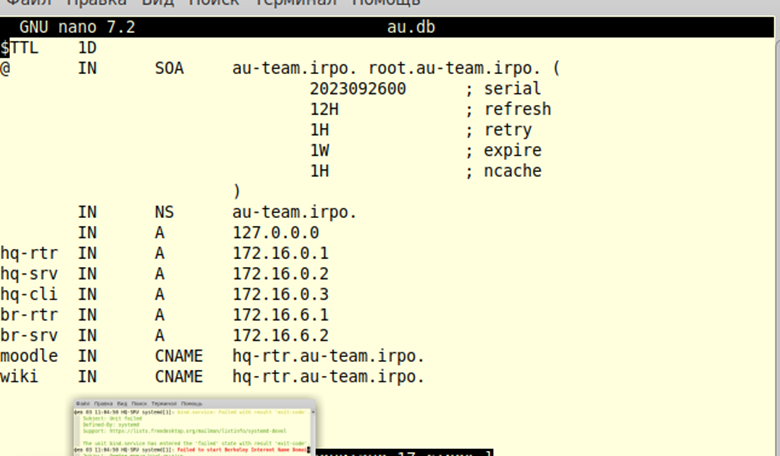 Файл Правка Вид Поиск Терминал Помощь
GNU nano 7.2 au.db
$TTL 1D
@ IN SOA au-team.irpo. root.au-team.irpo. (
2023092600 ; serial
12H ; refresh
1H ; retry
1W ; expire
1H ; ncache
)
IN NS au-team.irpo.
IN A 127.0.0.0
hq-rtr IN A 172.16.0.1
hq-srv IN A 172.16.0.2
hq-cli IN A 172.16.0.3
br-rtr IN A 172.16.6.1
br-srv IN A 172.16.6.2
moodle IN CNAME hq-rtr.au-team.irpo.
wiki IN CNAME hq-rtr.au-team.irpo.
Файл Правка Вид Поиск Терминал Помощь
фев 03 11:04:50 HQ-SRV systemd[1]: bind.service: Failed with result 'exit-code'
Subject: Unit failed
Defined-By: systemd
Support: https://lists.freedesktop.org/mailman/listinfo/systemd-devel
The unit bind.service has entered the 'failed' state with result 'exit-code'
фев 03 11:04:50 HQ-SRV systemd[1]: Failed to start Berkeley Internet Name Domai